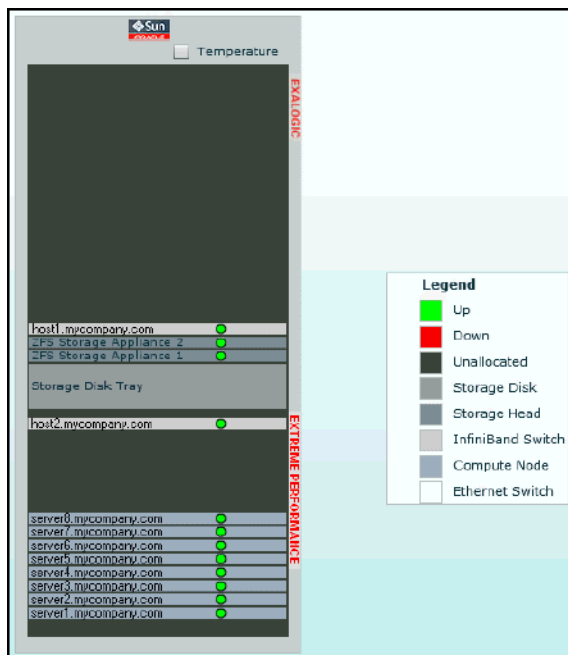 Sun
ORACLE
Temperature
EXALOGIC
host1.mycompany.com
ZFS Storage Appliance 2
ZFS Storage Appliance 1
Storage Disk Tray
host2.mycompany.com
EXTREME PERFORMANCE
server8.mycompany.com
server7.mycompany.com
server6.mycompany.com
server5.mycompany.com
server4.mycompany.com
server3.mycompany.com
server2.mycompany.com
server1.mycompany.com
Legend
Up
Down
Unallocated
Storage Disk
Storage Head
InfiniBand Switch
Compute Node
Ethernet Switch